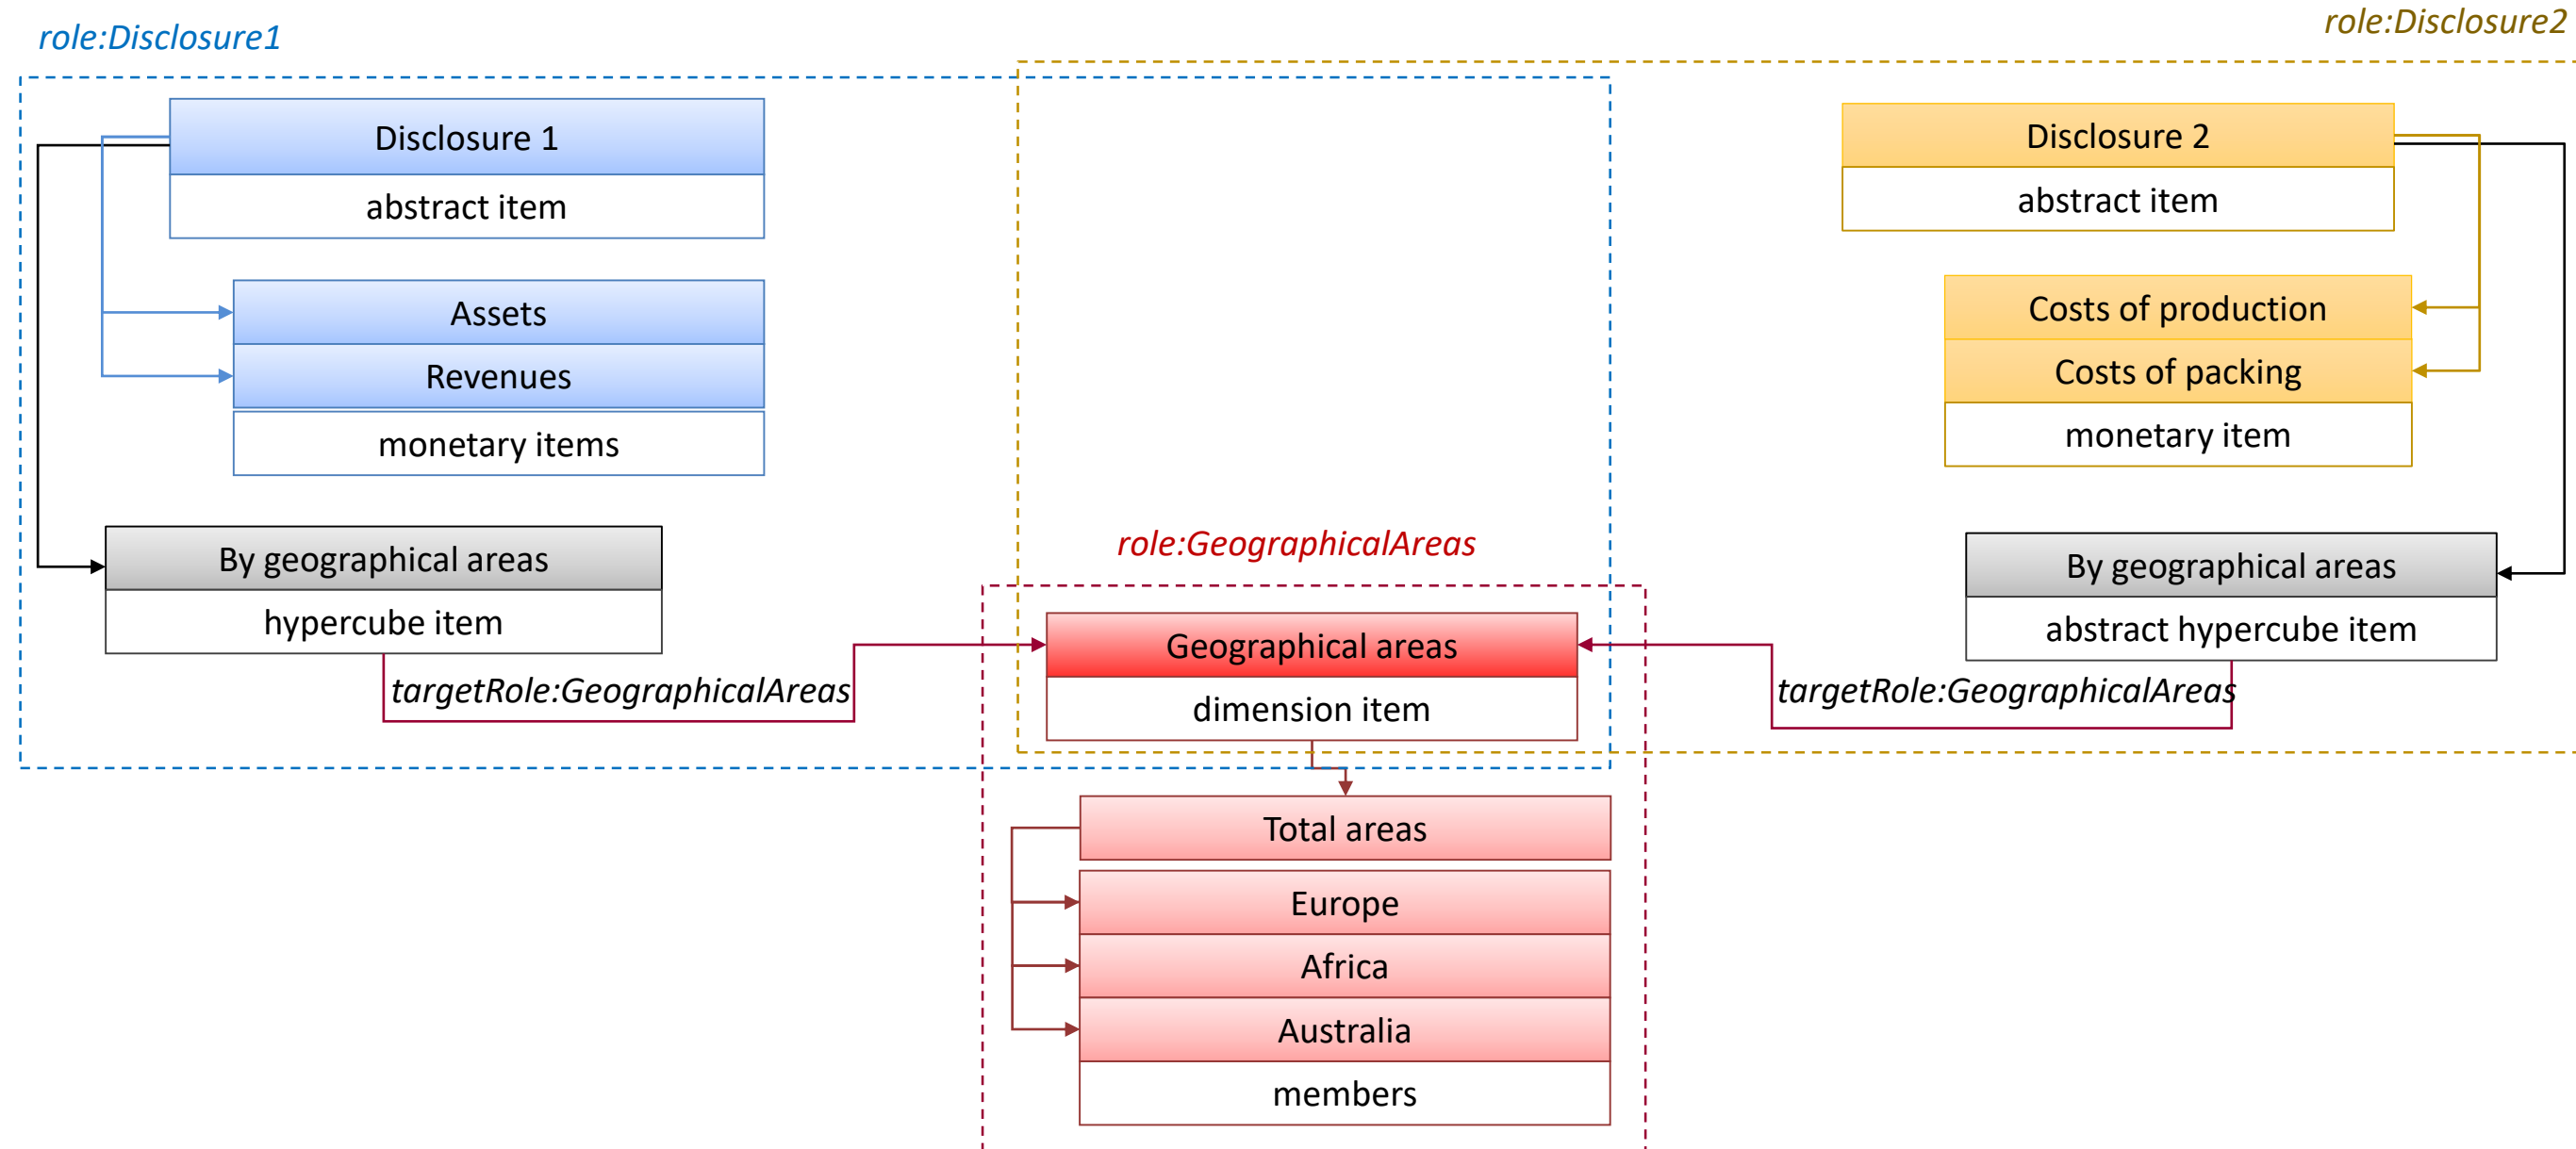 role:Disclosure1
role:Disclosure2
Disclosure 1
abstract item
Assets
Revenues
monetary items
By geographical areas
hypercube item
targetRole:GeographicalAreas
Disclosure 2
abstract item
Costs of production
Costs of packing
monetary item
By geographical areas
abstract hypercube item
targetRole:GeographicalAreas
role:GeographicalAreas
Geographical areas
dimension item
Total areas
Europe
Africa
Australia
members